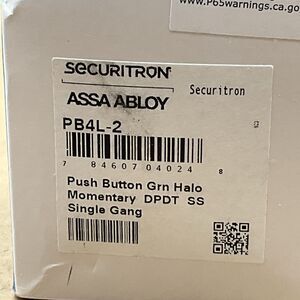 www.P65warnings.ca.go
SECURITRON
Securitron
ASSA ABLOY
PB4L-2
7 84607 04024 8
Push Button Grn Halo
Momentary DPDT SS
Single Gang